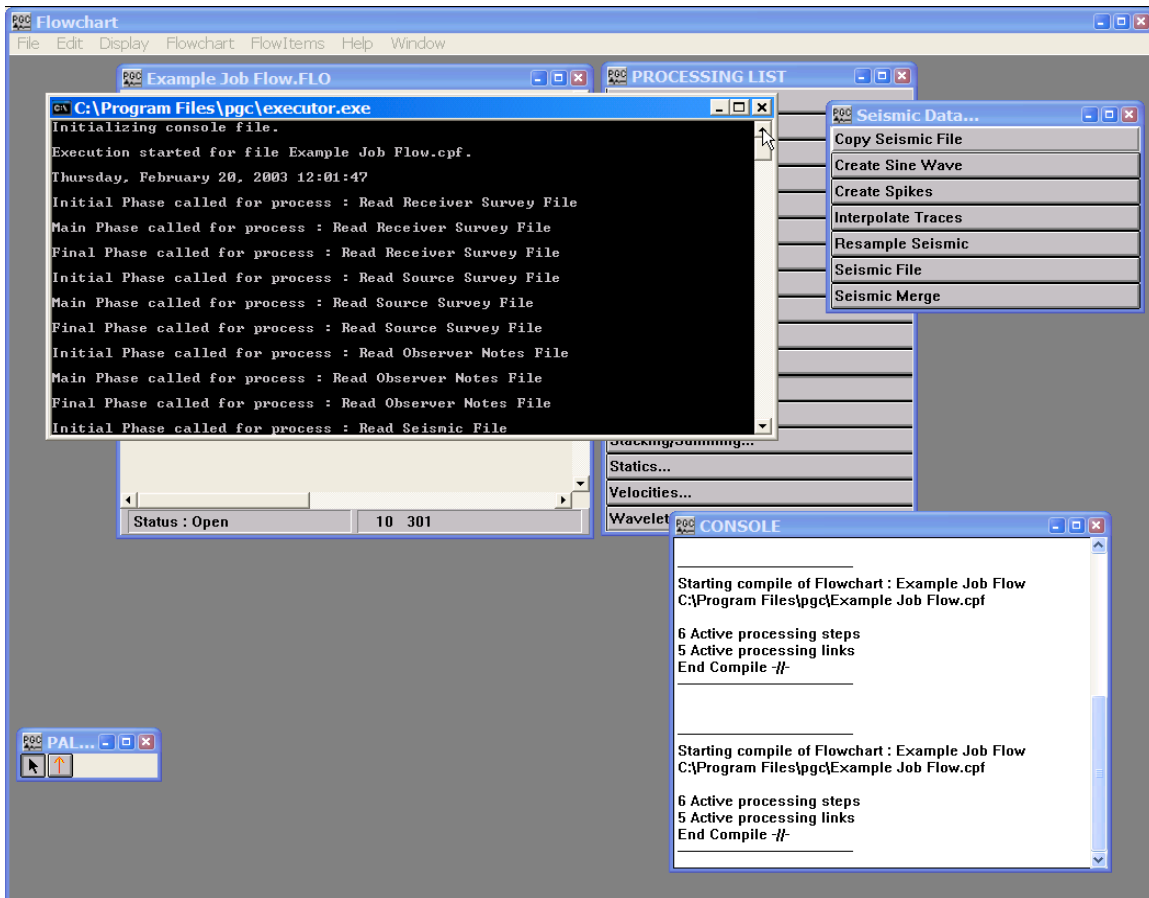 PGC Flowchart
File Edit Display Flowchart FlowItems Help Window
PGC Example Job Flow.FLO
PGC PROCESSING LIST
C:\Program Files\pgc\executor.exe
Initializing console file.
Execution started for file Example Job Flow.cpf.
Thursday, February 20, 2003 12:01:47
Initial Phase called for process : Read Receiver Survey File
Main Phase called for process : Read Receiver Survey File
Final Phase called for process : Read Receiver Survey File
Initial Phase called for process : Read Source Survey File
Main Phase called for process : Read Source Survey File
Final Phase called for process : Read Source Survey File
Initial Phase called for process : Read Observer Notes File
Main Phase called for process : Read Observer Notes File
Final Phase called for process : Read Observer Notes File
Initial Phase called for process : Read Seismic File
PGC Seismic Data...
Copy Seismic File
Create Sine Wave
Create Spikes
Interpolate Traces
Resample Seismic
Seismic File
Seismic Merge
Stacking/Summing...
Statics...
Velocities...
Wavelet
Status : Open 10 301
PGC CONSOLE
Starting compile of Flowchart : Example Job Flow
C:\Program Files\pgc\Example Job Flow.cpf
6 Active processing steps
5 Active processing links
End Compile -//-
Starting compile of Flowchart : Example Job Flow
C:\Program Files\pgc\Example Job Flow.cpf
6 Active processing steps
5 Active processing links
End Compile -//-
PGC PAL...